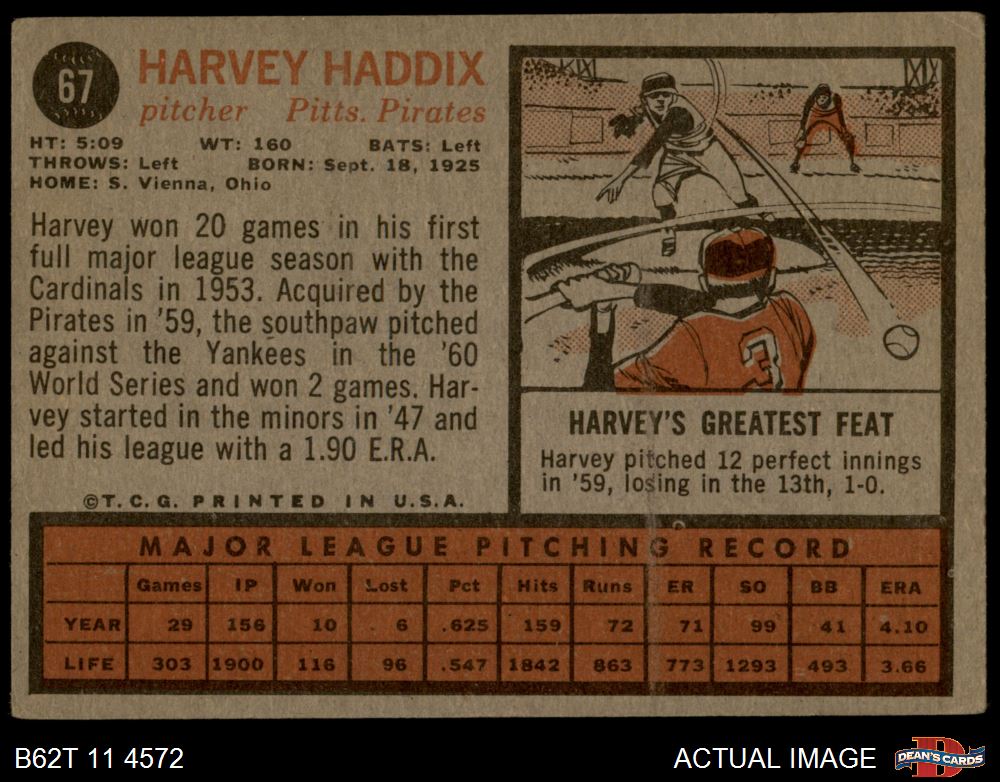 67
HARVEY HADDIX
pitcher Pitts. Pirates
HT: 5:09 WT: 160 BATS: Left
THROWS: Left BORN: Sept. 18, 1925
HOME: S. Vienna, Ohio
Harvey won 20 games in his first
full major league season with the
Cardinals in 1953. Acquired by the
Pirates in '59, the southpaw pitched
against the Yankees in the '60
World Series and won 2 games. Har-
vey started in the minors in '47 and
led his league with a 1.90 E.R.A.
©T.C.G. PRINTED IN U.S.A.
3
HARVEY'S GREATEST FEAT
Harvey pitched 12 perfect innings
in '59, losing in the 13th, 1-0.
MAJOR LEAGUE PITCHING RECORD
Games IP Won Lost Pct Hits Runs ER SO BB ERA
YEAR 29 156 10 6 .625 159 72 71 99 41 4.10
LIFE 303 1900 116 96 .547 1842 863 773 1293 493 3.66
B62T 11 4572 ACTUAL IMAGE D DEAN'S CARDS